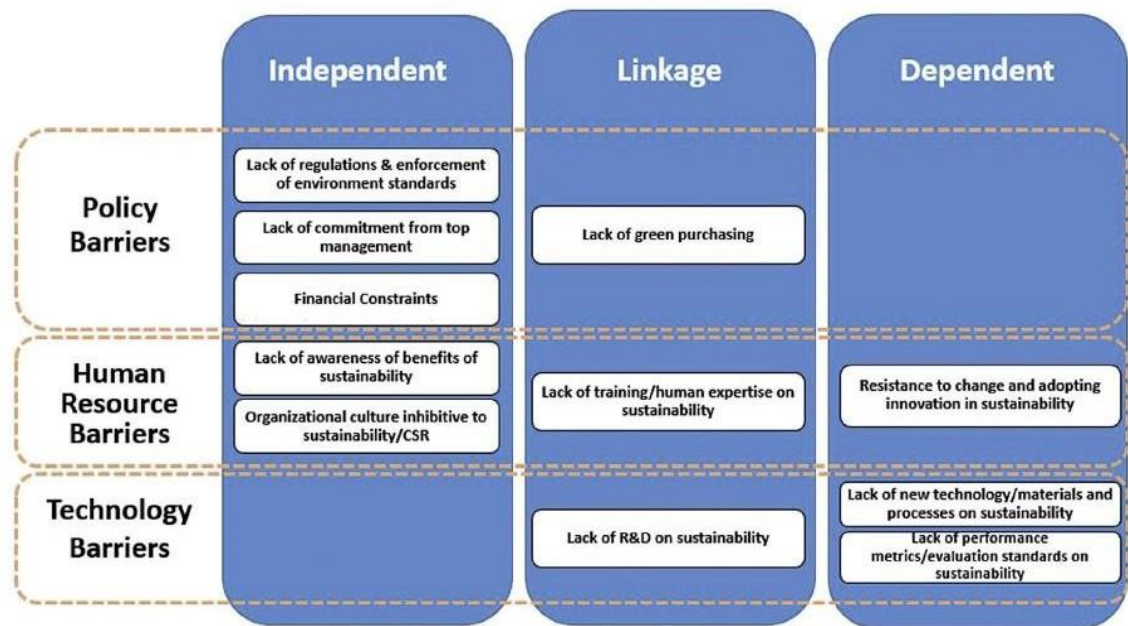 Independent
Linkage
Dependent
Policy
Barriers
Lack of regulations & enforcement
of environment standards
Lack of commitment from top
management
Financial Constraints
Lack of green purchasing
Human
Resource
Barriers
Lack of awareness of benefits of
sustainability
Organizational culture inhibitive to
sustainability/CSR
Lack of training/human expertise on
sustainability
Resistance to change and adopting
innovation in sustainability
Technology
Barriers
Lack of R&D on sustainability
Lack of new technology/materials and
processes on sustainability
Lack of performance
metrics/evaluation standards on
sustainability